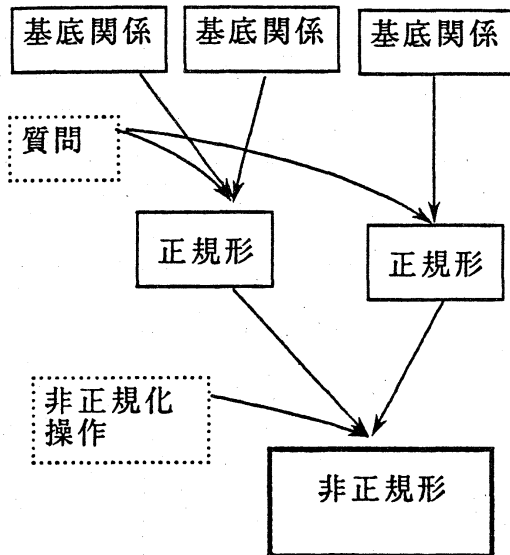 基底関係
基底関係
基底関係
質問
正規形
正規形
非正規化
操作
非正規形